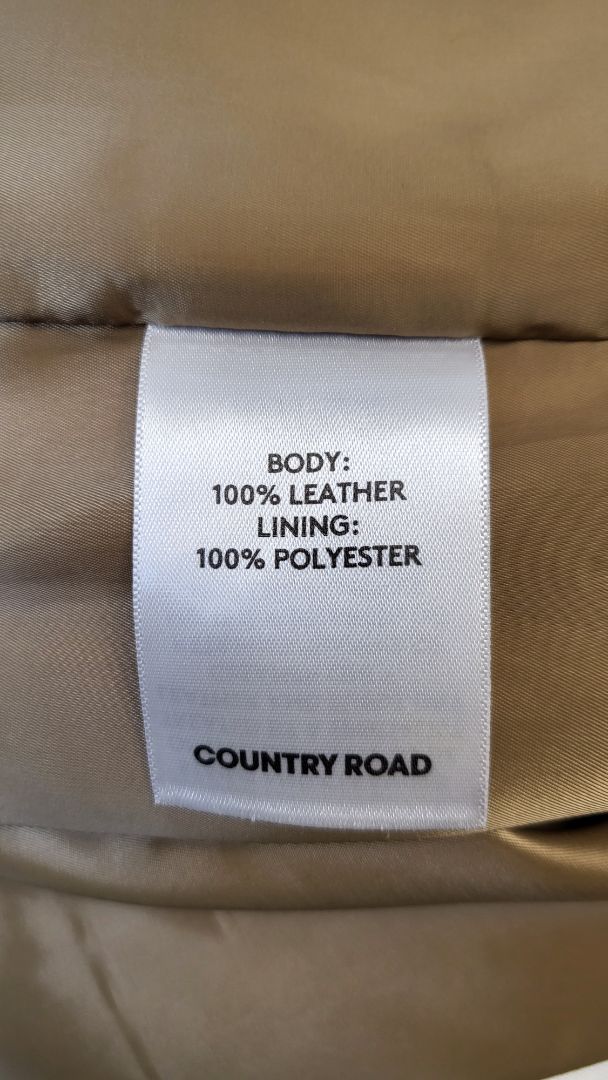 BODY:
100% LEATHER
LINING:
100% POLYESTER
COUNTRY ROAD